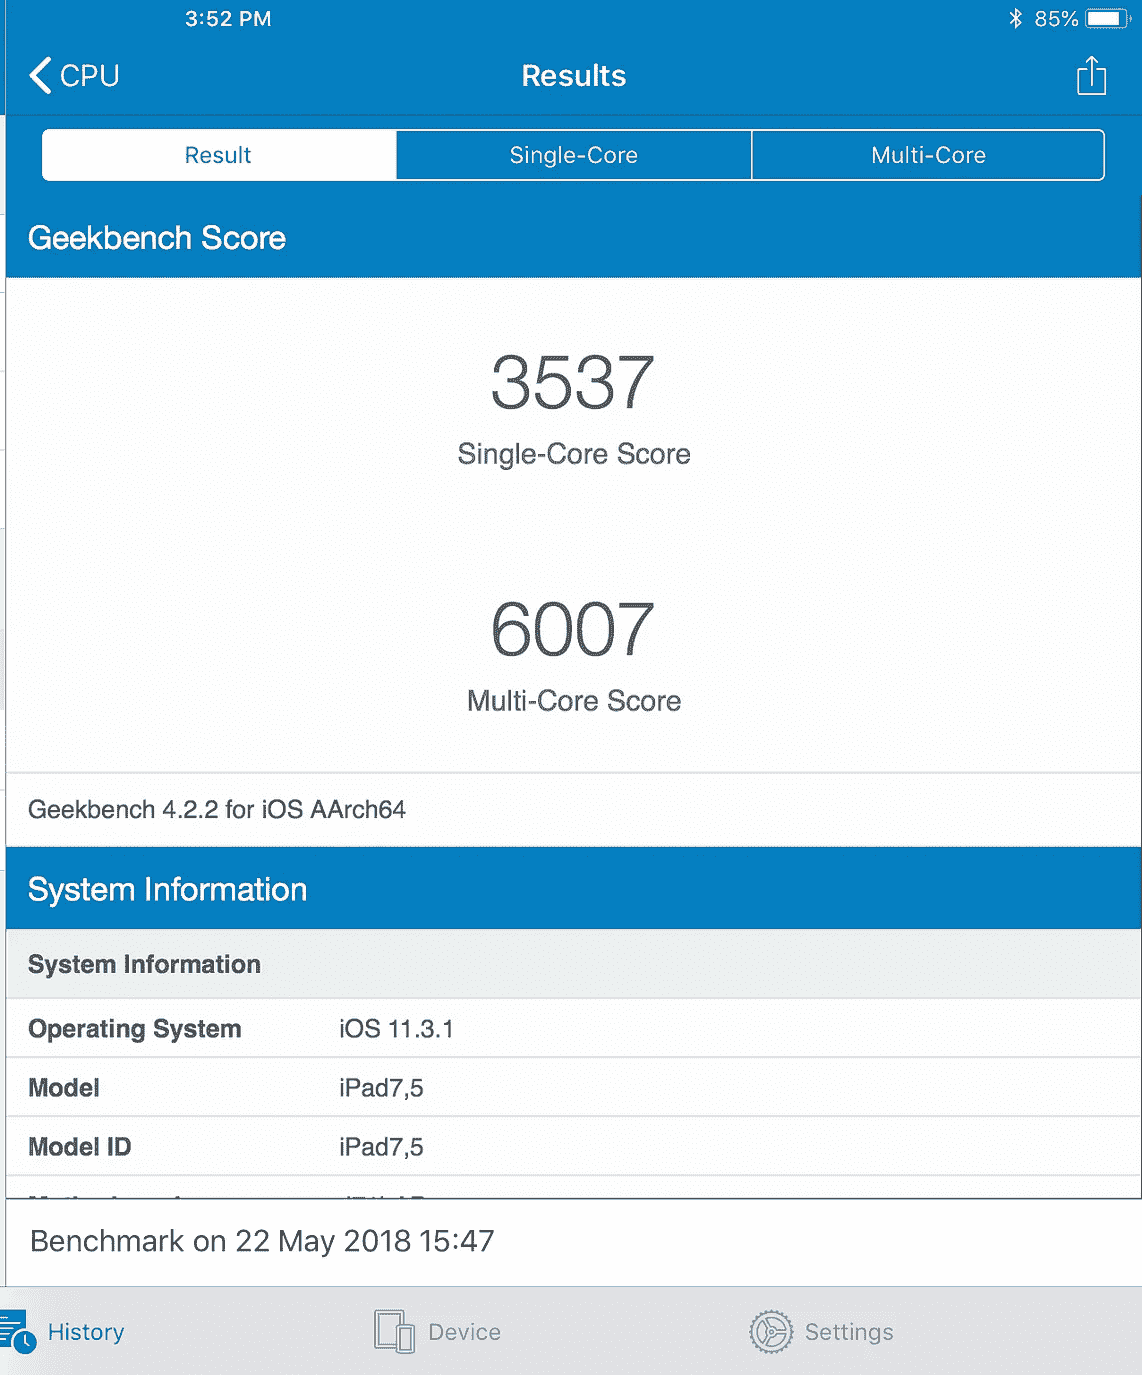 3:52 PM 85%
CPU Results
Result Single-Core Multi-Core
Geekbench Score
3537
Single-Core Score
6007
Multi-Core Score
Geekbench 4.2.2 for iOS AArch64
System Information
System Information
Operating System iOS 11.3.1
Model iPad7,5
Model ID iPad7,5
Benchmark on 22 May 2018 15:47
History Device Settings